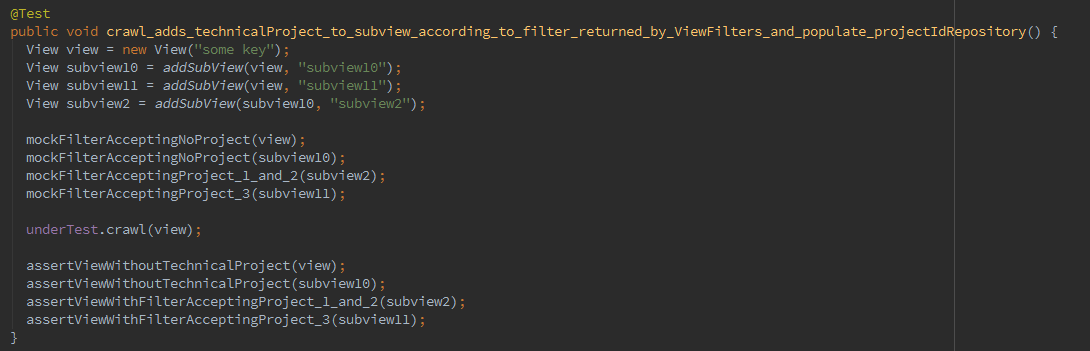 @Test
public void crawl_adds_technicalProject_to_subview_according_to_filter_returned_by_ViewFilters_and_populate_projectIdRepository() {
  View view = new View("some key");
  View subview10 = addSubView(view, "subview10");
  View subview11 = addSubView(view, "subview11");
  View subview2 = addSubView(subview10, "subview2");

  mockFilterAcceptingNoProject(view);
  mockFilterAcceptingNoProject(subview10);
  mockFilterAcceptingProject_1_and_2(subview2);
  mockFilterAcceptingProject_3(subview11);

  underTest.crawl(view);

  assertViewWithoutTechnicalProject(view);
  assertViewWithoutTechnicalProject(subview10);
  assertViewWithFilterAcceptingProject_1_and_2(subview2);
  assertViewWithFilterAcceptingProject_3(subview11);
}